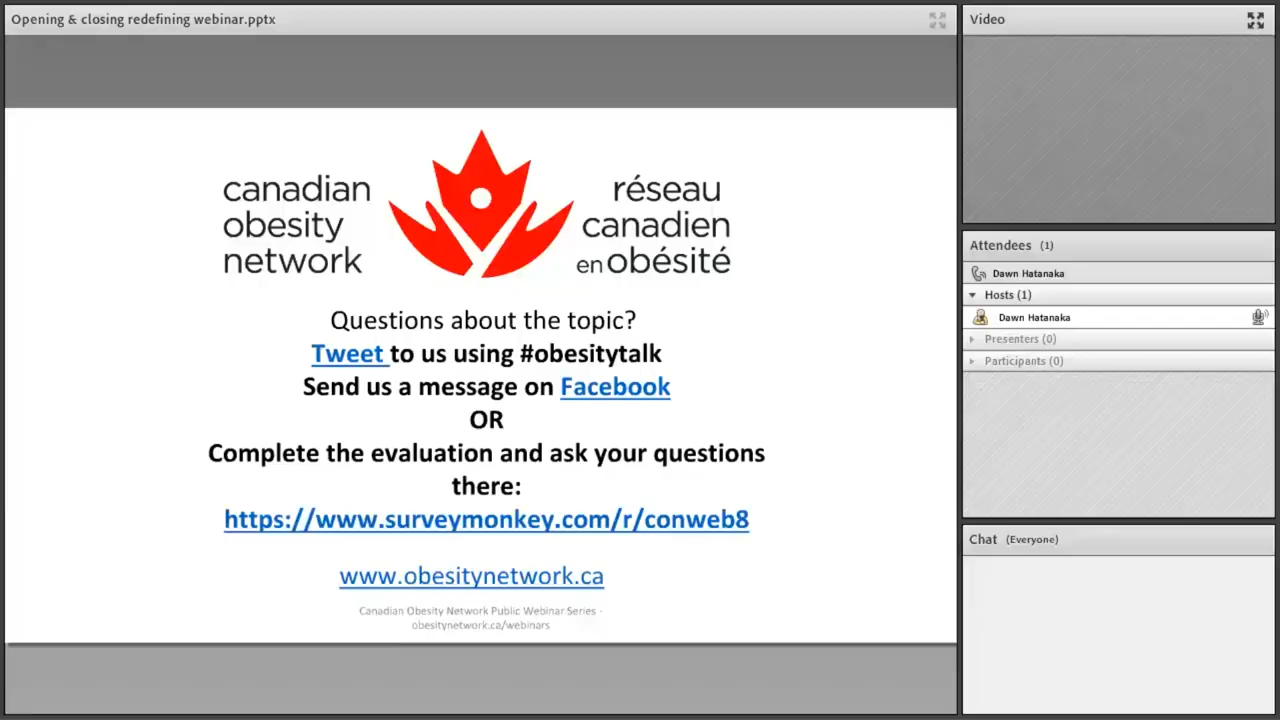 Opening & closing redefining webinar.pptx
canadian
obesity
network
réseau
canadien
en obésité
Questions about the topic?
Tweet to us using #obesitytalk
Send us a message on Facebook
OR
Complete the evaluation and ask your questions
there:
https://www.surveymonkey.com/r/conweb8
www.obesitynetwork.ca
Canadian Obesity Network Public Webinar Series -
obesitynetwork.ca/webinars
Video
Attendees (1)
Dawn Hatanaka
Hosts (1)
Dawn Hatanaka
Presenters (0)
Participants (0)
Chat (Everyone)